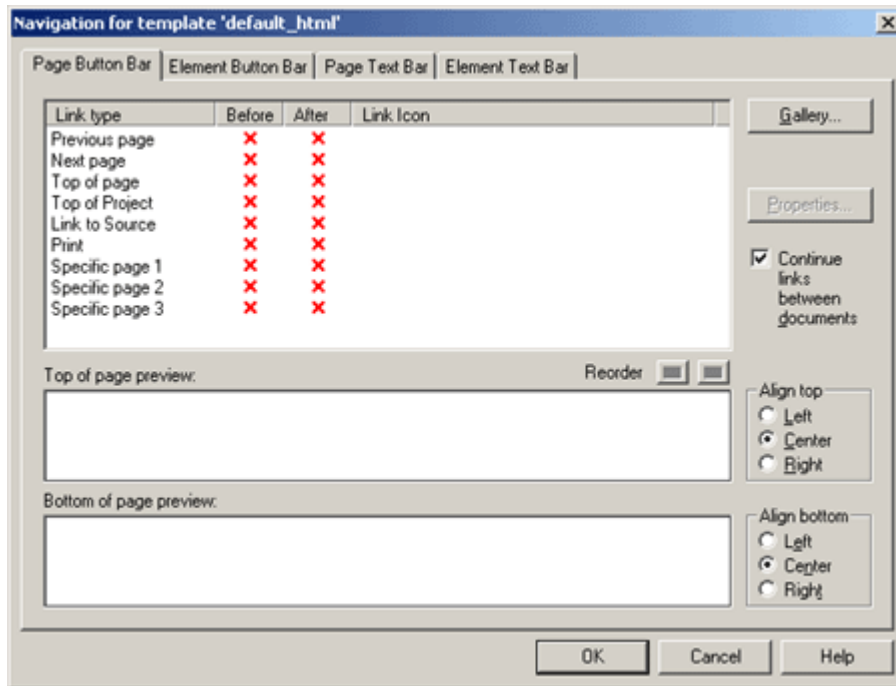 Navigation for template 'default_html'
Page Button Bar Element Button Bar Page Text Bar Element Text Bar
Link type Before After Link Icon
Previous page
Next page
Top of page
Top of Project
Link to Source
Print
Specific page 1
Specific page 2
Specific page 3
Gallery...
Properties...
Continue
links
between
documents
Top of page preview:
Reorder
Align top
Left
Center
Right
Bottom of page preview:
Align bottom
Left
Center
Right
OK Cancel Help